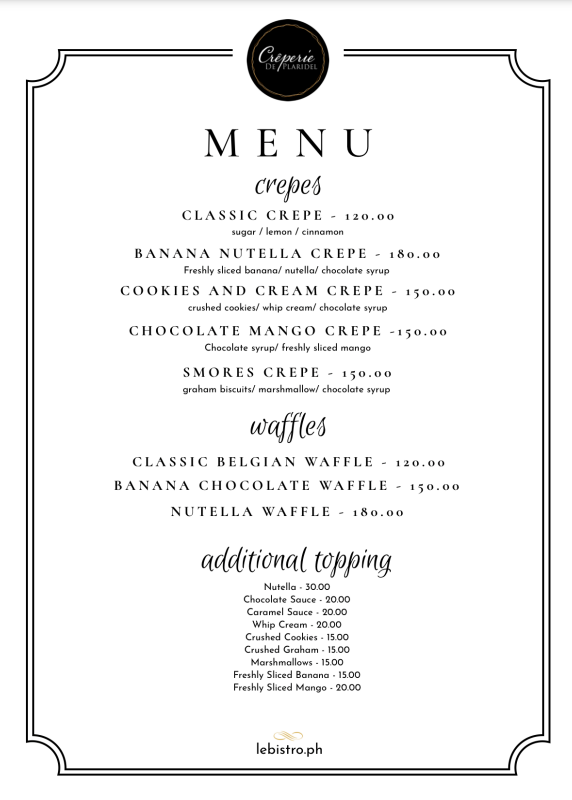 Crêperie
DE PLARIDEL
MENU
crepes
CLASSIC CREPE - 120.00
sugar / lemon / cinnamon
BANANA NUTELLA CREPE - 180.00
Freshly sliced banana/ nutella/ chocolate syrup
COOKIES AND CREAM CREPE - 150.00
crushed cookies/ whip cream/ chocolate syrup
CHOCOLATE MANGO CREPE -150.00
Chocolate syrup/ freshly sliced mango
SMORES CREPE - 150.00
graham biscuits/ marshmallow/ chocolate syrup
waffles
CLASSIC BELGIAN WAFFLE - 120.00
BANANA CHOCOLATE WAFFLE - 150.00
NUTELLA WAFFLE - 180.00
additional topping
Nutella - 30.00
Chocolate Sauce - 20.00
Caramel Sauce - 20.00
Whip Cream - 20.00
Crushed Cookies - 15.00
Crushed Graham - 15.00
Marshmallows - 15.00
Freshly Sliced Banana - 15.00
Freshly Sliced Mango - 20.00
lebistro.ph